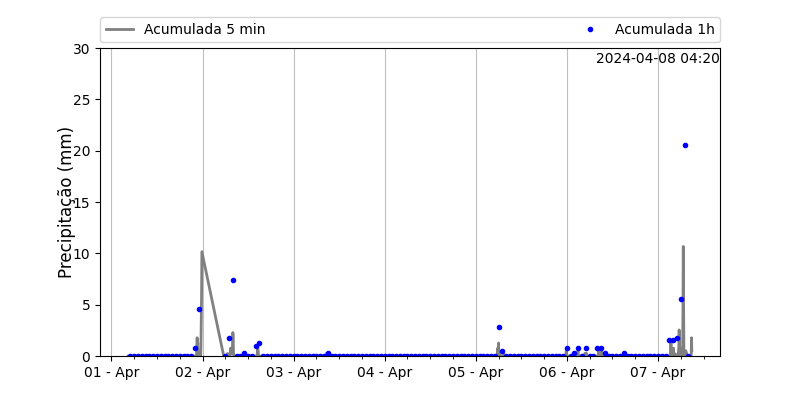 Acumulada 5 min
Acumulada 1h
2024-04-08 04:20
Precipitação (mm)
30
25
20
15
10
5
0
01 - Apr
02 - Apr
03 - Apr
04 - Apr
05 - Apr
06 - Apr
07 - Apr